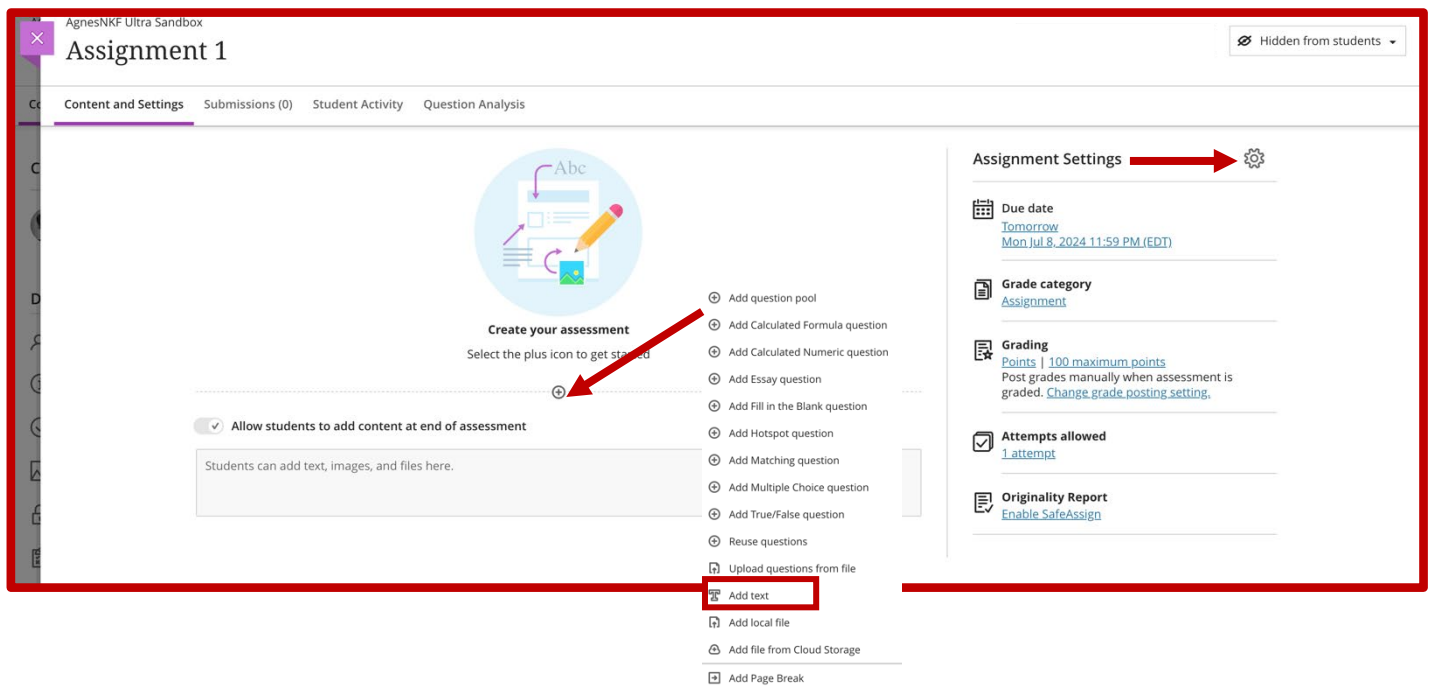 AgnesNKF Ultra Sandbox
Assignment 1
Hidden from students
Content and Settings Submissions (0) Student Activity Question Analysis
Abc
Create your assessment
Select the plus icon to get started
Allow students to add content at end of assessment
Students can add text, images, and files here.
Add question pool
Add Calculated Formula question
Add Calculated Numeric question
Add Essay question
Add Fill in the Blank question
Add Hotspot question
Add Matching question
Add Multiple Choice question
Add True/False question
Reuse questions
Upload questions from file
Add text
Add local file
Add file from Cloud Storage
Add Page Break
Assignment Settings
Due date
Tomorrow
Mon Jul 8, 2024 11:59 PM (EDT)
Grade category
Assignment
Grading
Points | 100 maximum points
Post grades manually when assessment is
graded. Change grade posting setting.
Attempts allowed
1 attempt
Originality Report
Enable SafeAssign